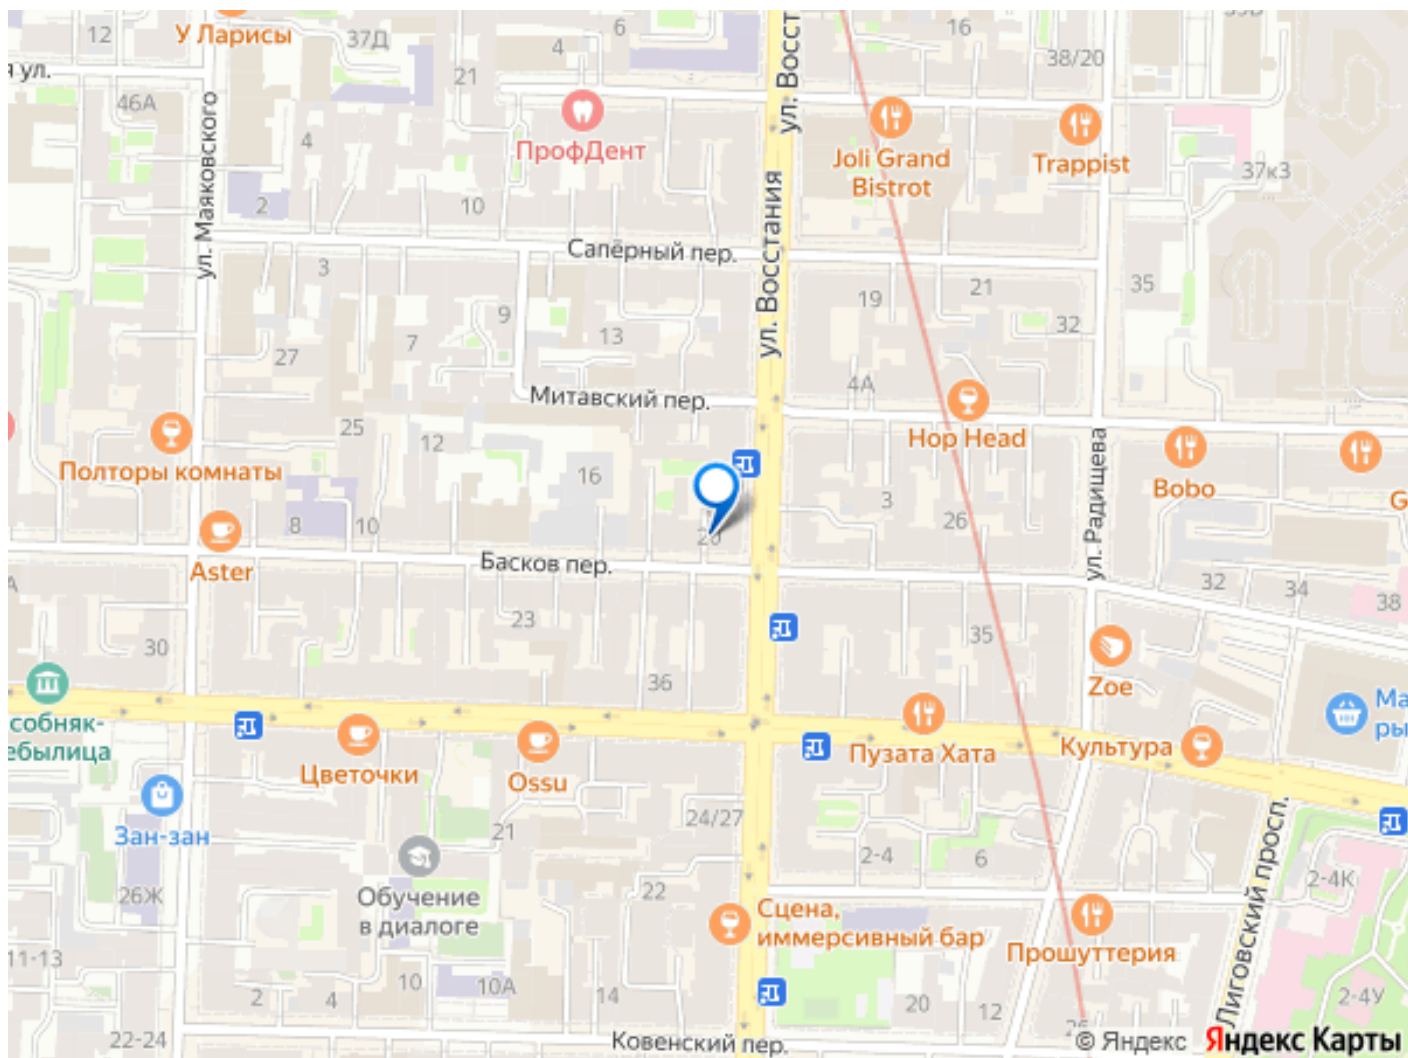 12
У Ларисы
37Д
4
6
16
38/20
ул. Восст
я ул.
46А
21
ПрофДент
Joli Grand
Bistrot
Trappist
37к3
ул. Маяковского
4
2
10
Сапёрный пер.
ул. Восстания
3
9
13
7
27
19
21
32
35
Митавский пер.
4А
Hop Head
25
12
16
Полторы комнаты
8
10
3
26
ул. Радищева
Bobo
G
Aster
Басков пер.
32
34
38
23
30
36
35
Zoe
собняк-
ебылица
Цветочки
Ossu
Пузата Хата
Культура
Ма
ры
Зан-зан
21
24/27
2-4
6
26Ж
Обучение
в диалоге
22
Сцена,
иммерсивный бар
Прошуттерия
Лиговский просп.
2-4К
11-13
2
4
10
10А
14
20
12
2-4У
22-24
Ковенский пер.
© Яндекс
Яндекс Карты